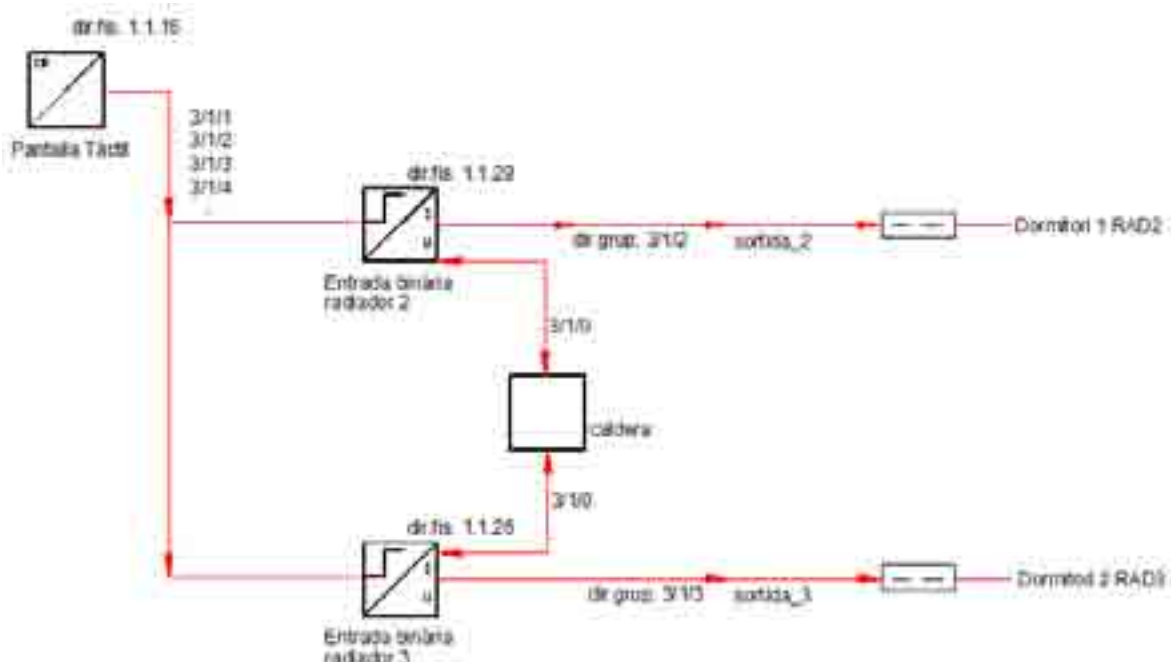 dir.fis. 1.1.15
Pantalla Tàctil
3/1/1
3/1/2
3/1/3
3/1/4
dir.fis. 1.1.29
Entrada binària
radiador 2
dir grup. 3/1/2
sortida_2
Dormitori 1 RAD2
3/1/0
caldera
3/1/0
dir.fis. 1.1.26
Entrada binària
radiador 3
dir grup. 3/1/3
sortida_3
Dormitori 2 RAD3